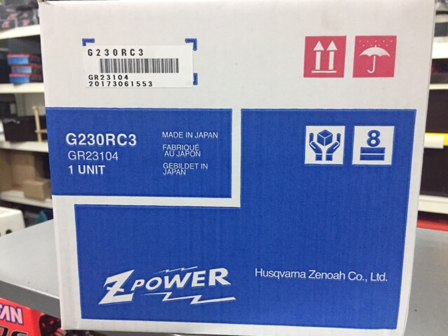 G230RC3
GR23104
20173061553
G230RC3
GR23104
1 UNIT
MADE IN JAPAN
FABRIQUÉ
AU JAPON
GEBILDET IN
JAPAN
8
Z POWER
Husqvarna Zenoah Co., Ltd.